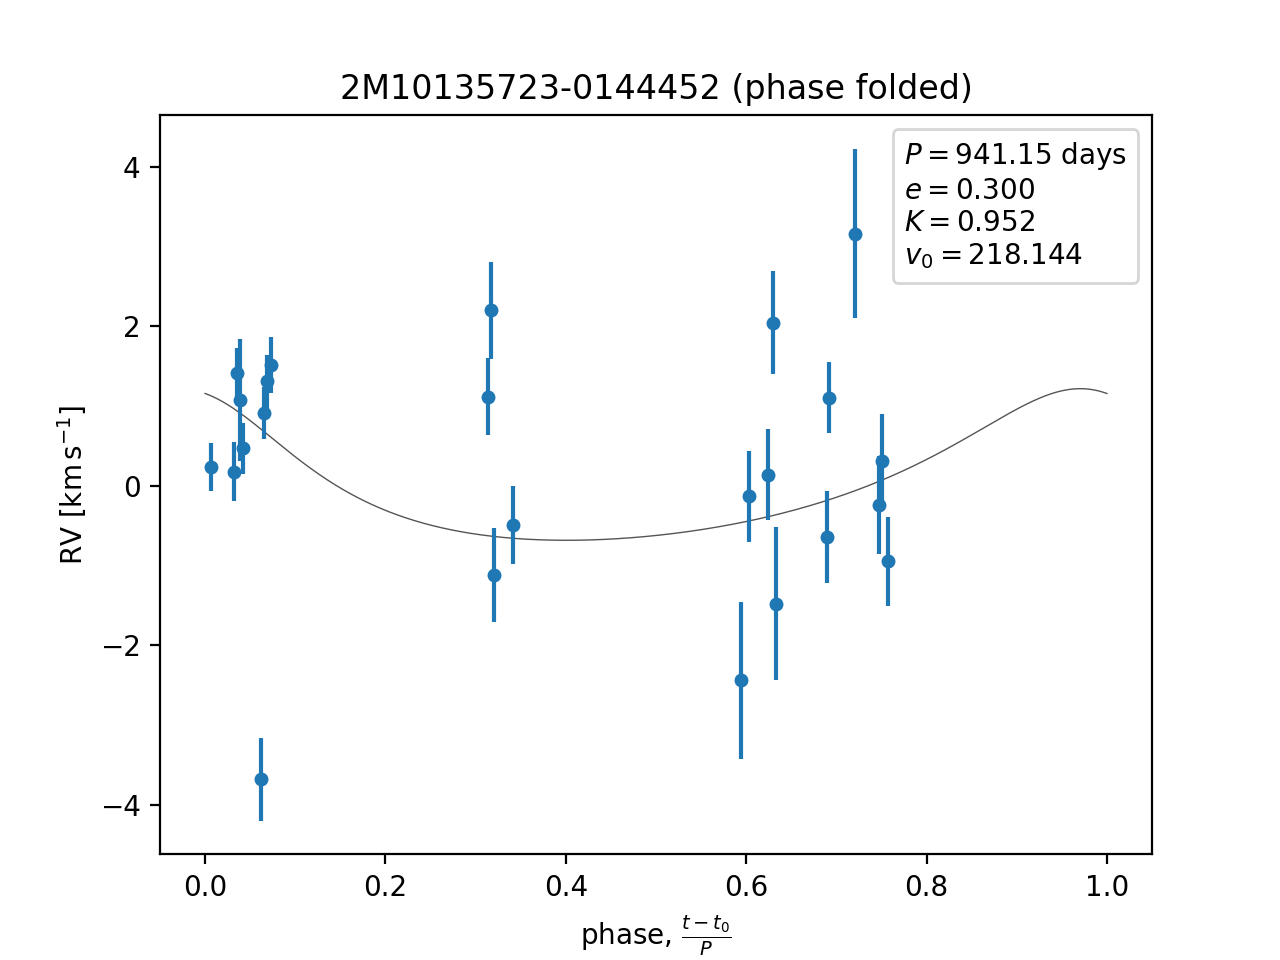 2M10135723-0144452 (phase folded)
P = 941.15 days
e = 0.300
K = 0.952
v₀ = 218.144
4
2
0
−2
−4
RV [km s⁻¹]
0.0 0.2 0.4 0.6 0.8 1.0
phase, (t − t₀)/P